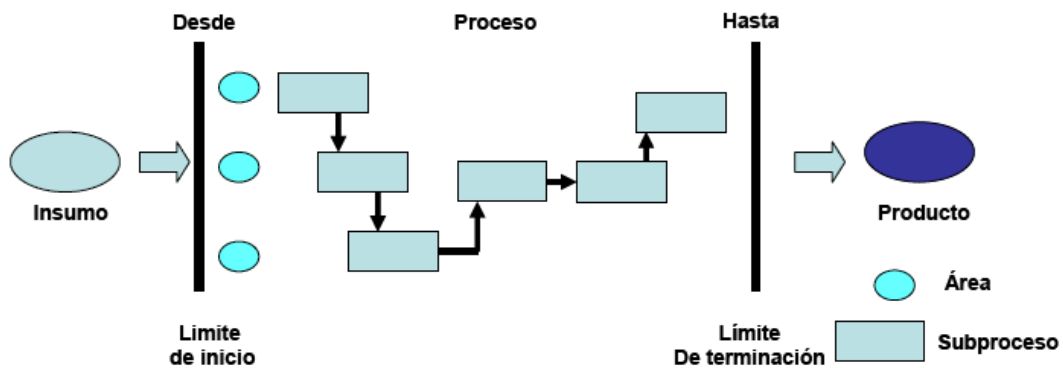 Desde
Proceso
Hasta
Insumo
Producto
Área
Limite
de inicio
Límite
De terminación
Subproceso